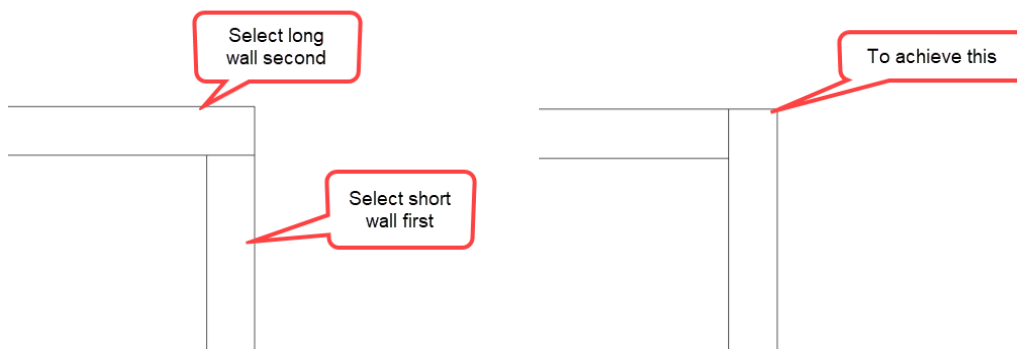 Select long
wall second
To achieve this
Select short
wall first